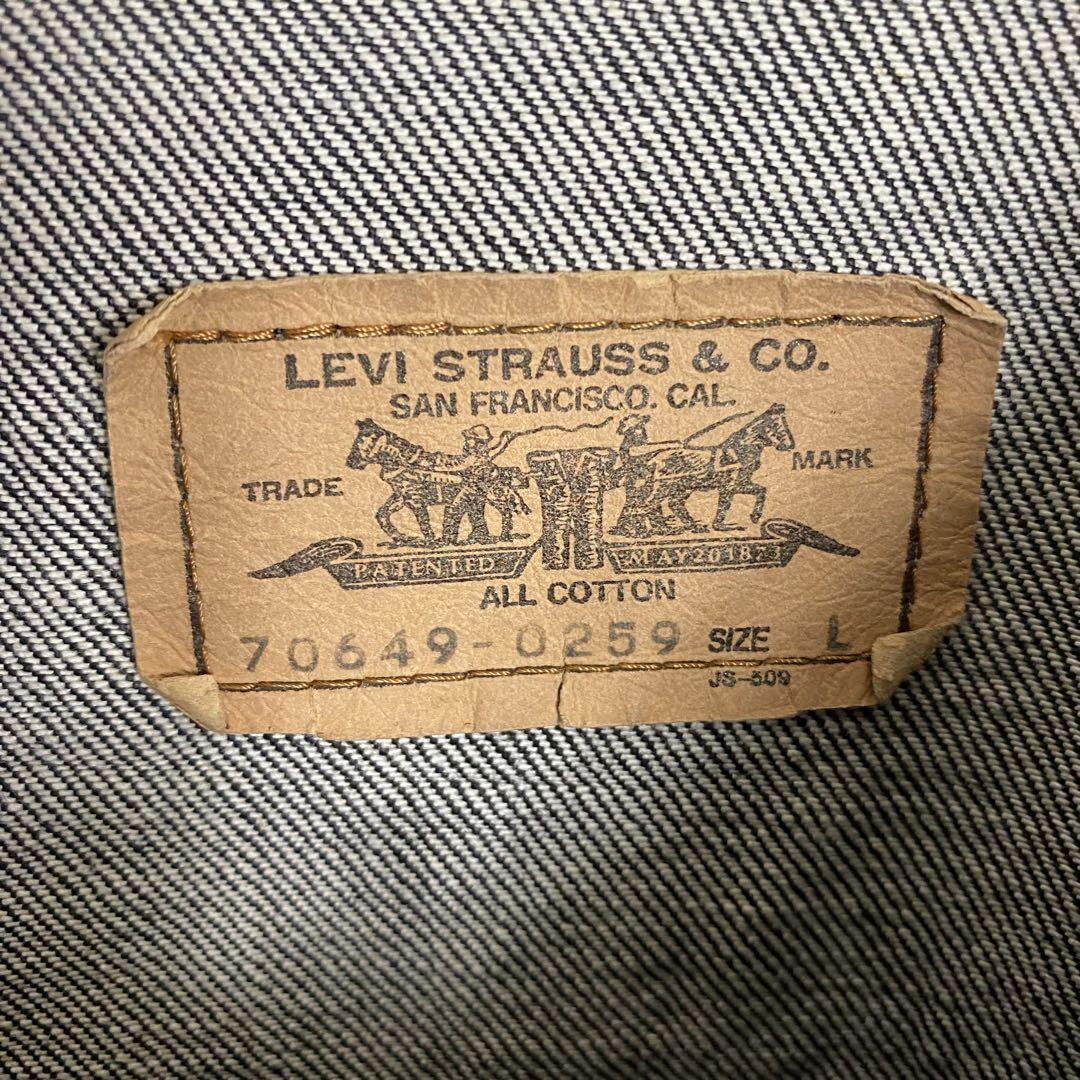 LEVI STRAUSS & CO.
SAN FRANCISCO. CAL.
TRADE MARK
PATENTED MAY 20 1873
ALL COTTON
70649-0259 SIZE L
JS-509